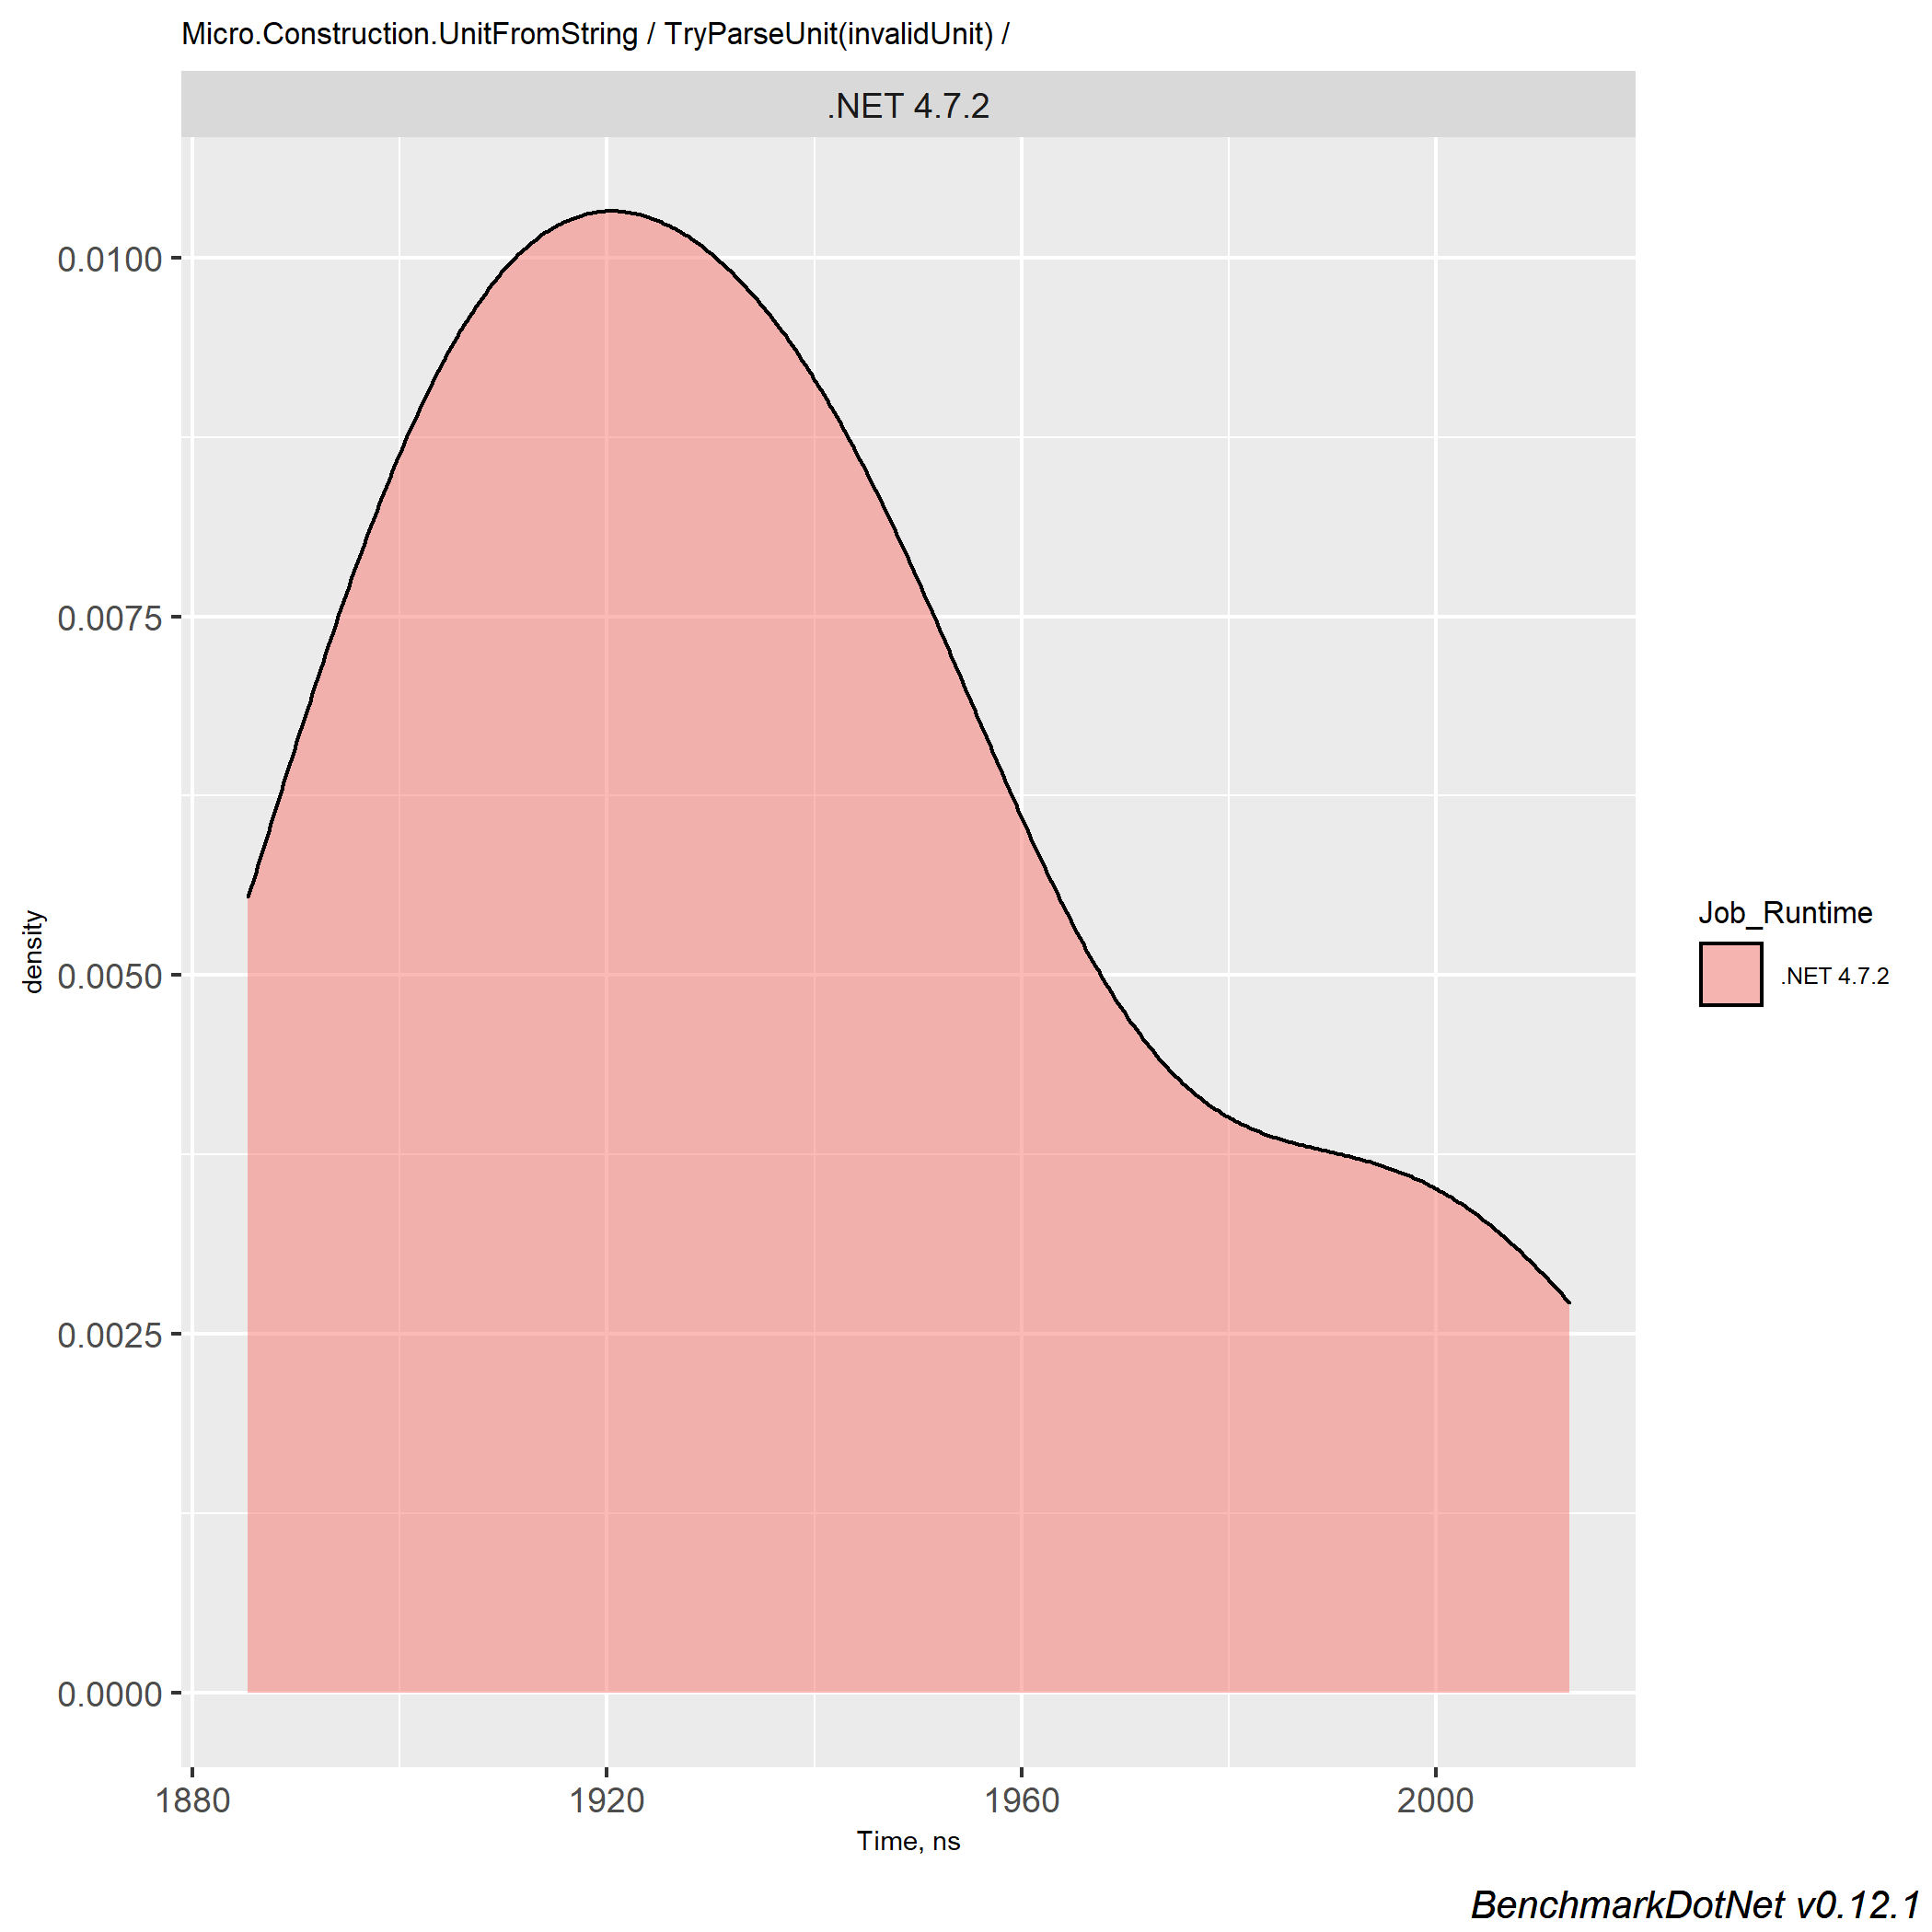 Micro.Construction.UnitFromString / TryParseUnit(invalidUnit) /
.NET 4.7.2
0.0100
0.0075
0.0050
0.0025
0.0000
density
1880 1920 1960 2000
Time, ns
Job_Runtime
.NET 4.7.2
BenchmarkDotNet v0.12.1